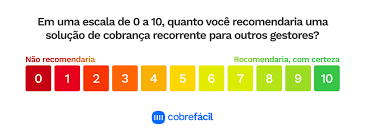 Em uma escala de 0 a 10, quanto você recomendaria uma
solução de cobrança recorrente para outros gestores?
Não recomendaria Recomendaria, com certeza
0 1 2 3 4 5 6 7 8 9 10
cobrefácil